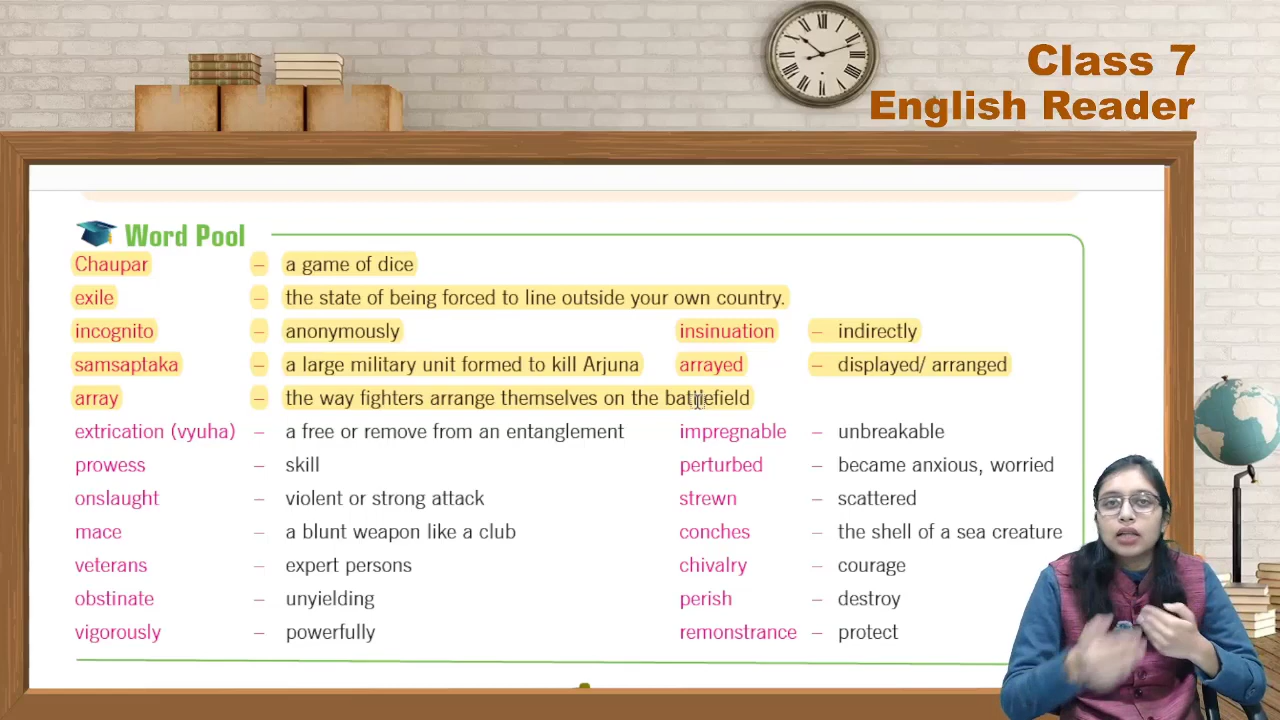 Class 7
English Reader
Word Pool
Chaupar – a game of dice
exile – the state of being forced to line outside your own country.
incognito – anonymously insinuation – indirectly
samsaptaka – a large military unit formed to kill Arjuna arrayed – displayed/ arranged
array – the way fighters arrange themselves on the battlefield
extrication (vyuha) – a free or remove from an entanglement impregnable – unbreakable
prowess – skill perturbed – became anxious, worried
onslaught – violent or strong attack strewn – scattered
mace – a blunt weapon like a club conches – the shell of a sea creature
veterans – expert persons chivalry – courage
obstinate – unyielding perish – destroy
vigorously – powerfully remonstrance – protect